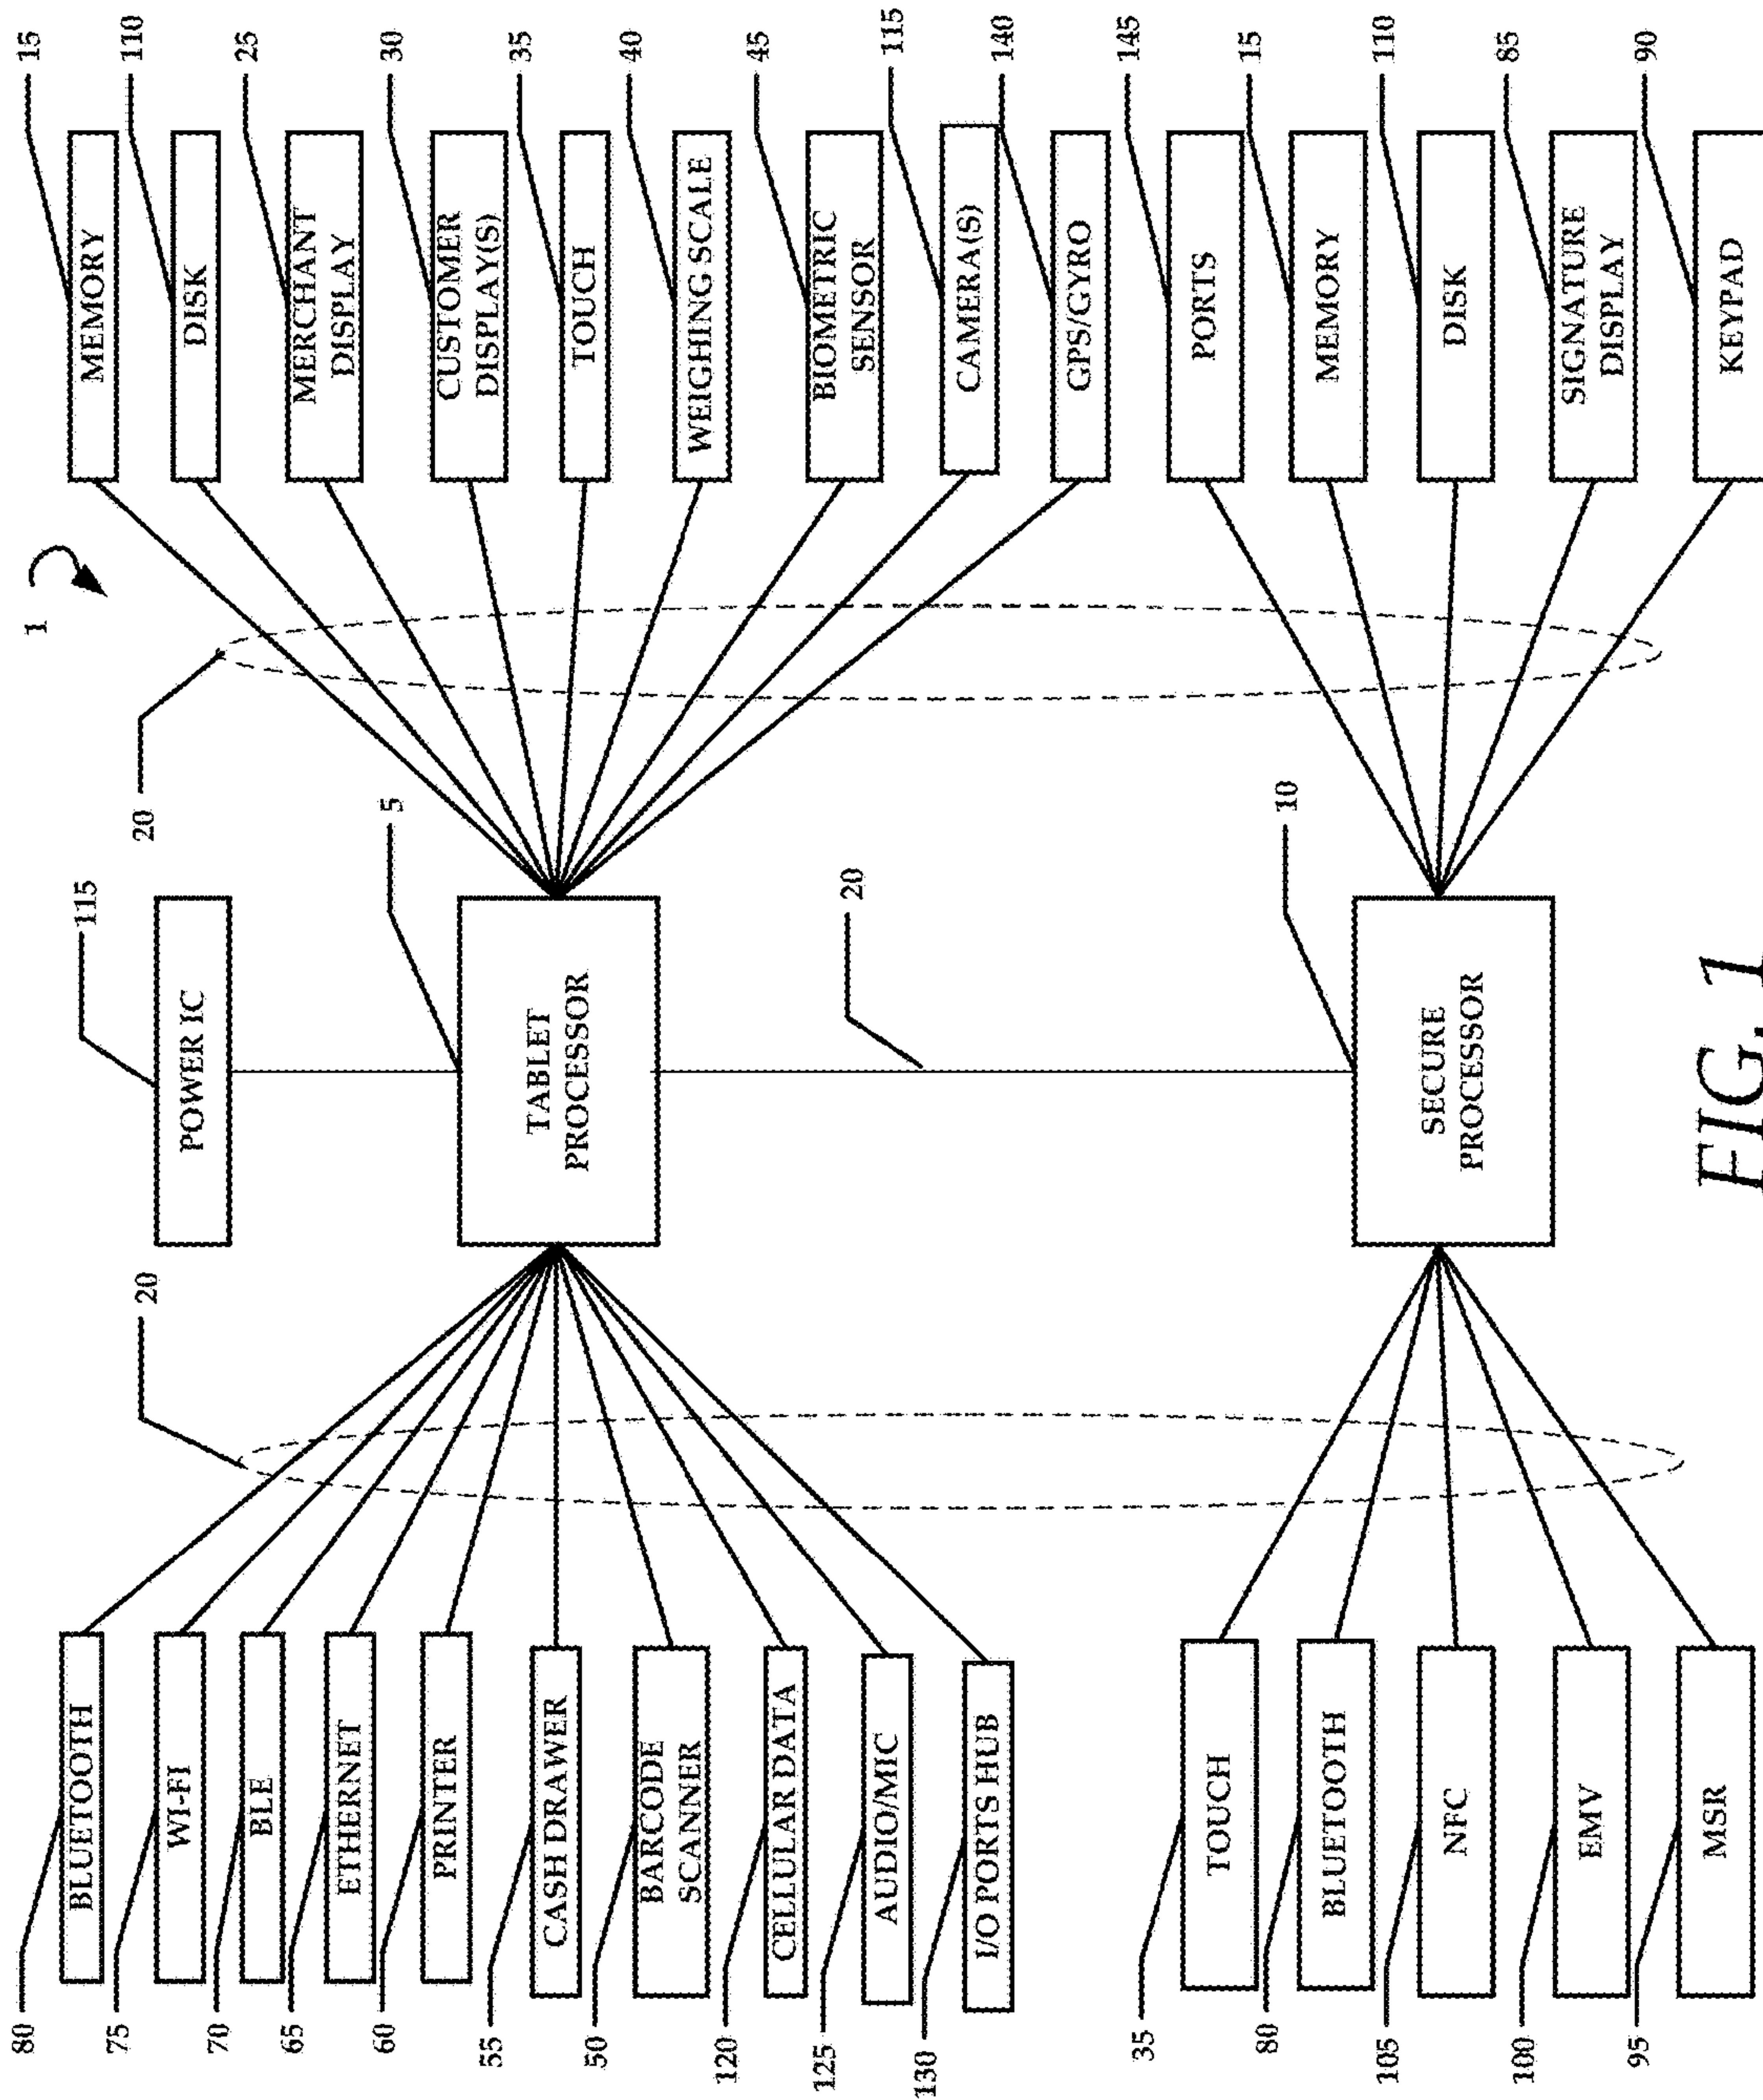 1
80
BLUETOOTH
75
WI-FI
70
BLE
65
ETHERNET
60
PRINTER
55
CASH DRAWER
50
BARCODE
SCANNER
120
CELLULAR DATA
125
AUDIO/MIC
130
I/O PORTS HUB
35
TOUCH
80
BLUETOOTH
105
NFC
100
EMV
95
MSR
20
115
POWER IC
5
TABLET
PROCESSOR
20
10
SECURE
PROCESSOR
20
15
MEMORY
110
DISK
25
MERCHANT
DISPLAY
30
CUSTOMER
DISPLAY(S)
35
TOUCH
40
WEIGHING SCALE
45
BIOMETRIC
SENSOR
115
CAMERA(S)
140
GPS/GYRO
145
PORTS
15
MEMORY
110
DISK
85
SIGNATURE
DISPLAY
90
KEYPAD
FIG. 1